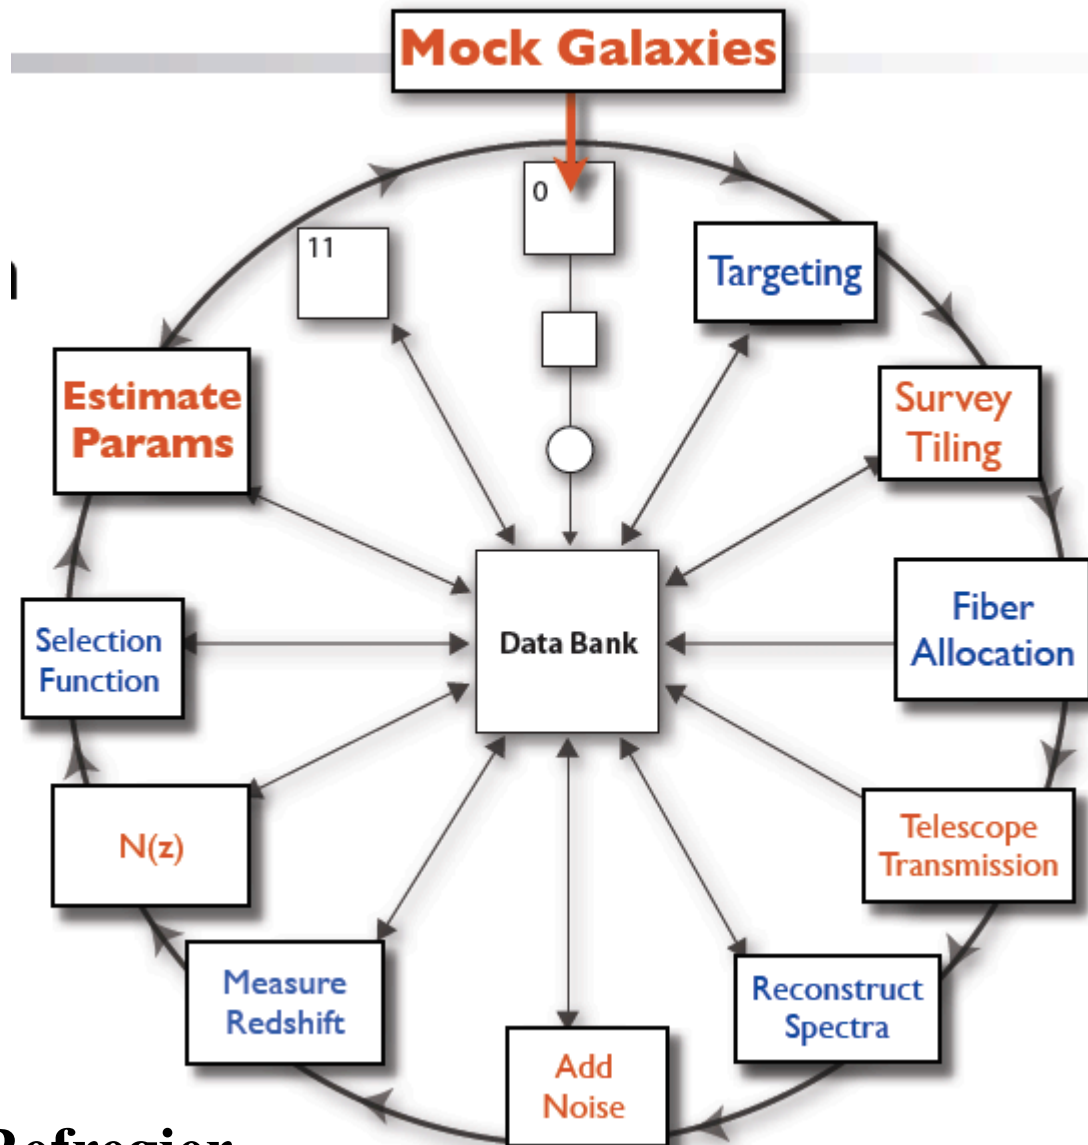 Mock Galaxies
0
11
Targeting
Estimate
Params
Survey
Tiling
Data Bank
Selection
Function
Fiber
Allocation
N(z)
Telescope
Transmission
Measure
Redshift
Reconstruct
Spectra
Add
Noise
Refregier